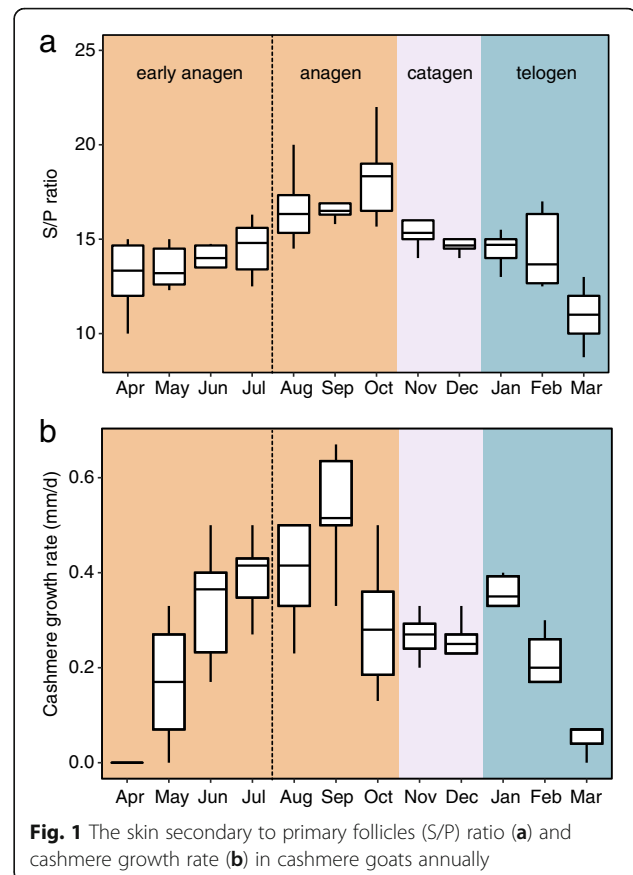 a
early anagen anagen catagen telogen
25
20
15
10
S/P ratio
Apr May Jun Jul Aug Sep Oct Nov Dec Jan Feb Mar
b
0.6
0.4
0.2
0.0
Cashmere growth rate (mm/d)
Apr May Jun Jul Aug Sep Oct Nov Dec Jan Feb Mar
Fig. 1 The skin secondary to primary follicles (S/P) ratio (a) and
cashmere growth rate (b) in cashmere goats annually